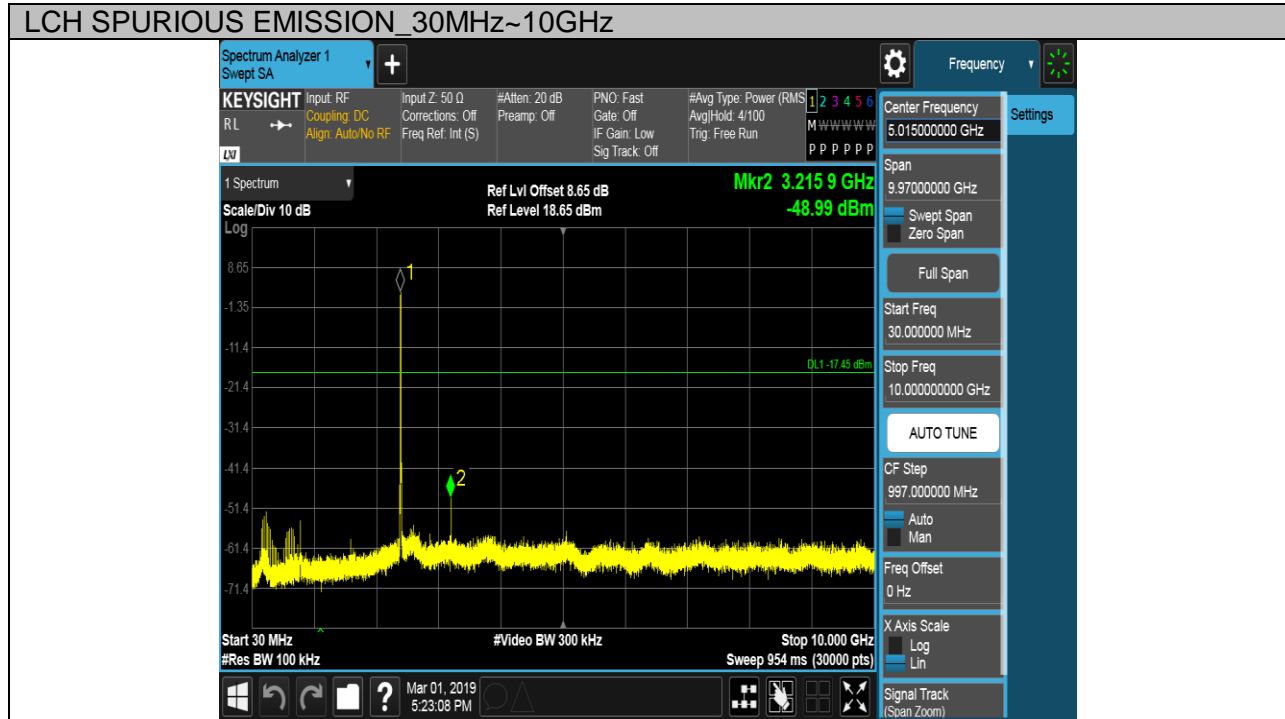 LCH SPURIOUS EMISSION_30MHz~10GHz
Spectrum Analyzer 1
Swept SA
+
Frequency
KEYSIGHT
RL
LXI
Input: RF
Coupling: DC
Align: Auto/No RF
Input Z: 50 Ω
Corrections: Off
Freq Ref: Int (S)
#Atten: 20 dB
Preamp: Off
PNO: Fast
Gate: Off
IF Gain: Low
Sig Track: Off
#Avg Type: Power (RMS
Avg|Hold: 4/100
Trig: Free Run
1 2 3 4 5 6
M W W W W W
P P P P P P
1 Spectrum
Scale/Div 10 dB
Log
Ref Lvl Offset 8.65 dB
Ref Level 18.65 dBm
Mkr2 3.215 9 GHz
-48.99 dBm
8.65
-1.35
-11.4
-21.4
-31.4
-41.4
-51.4
-61.4
-71.4
1
DL1 -17.45 dBm
2
Start 30 MHz
#Res BW 100 kHz
#Video BW 300 kHz
Stop 10.000 GHz
Sweep 954 ms (30000 pts)
?
Mar 01, 2019
5:23:08 PM
Center Frequency
5.015000000 GHz
Settings
Span
9.97000000 GHz
Swept Span
Zero Span
Full Span
Start Freq
30.000000 MHz
Stop Freq
10.000000000 GHz
AUTO TUNE
CF Step
997.000000 MHz
Auto
Man
Freq Offset
0 Hz
X Axis Scale
Log
Lin
Signal Track
(Span Zoom)